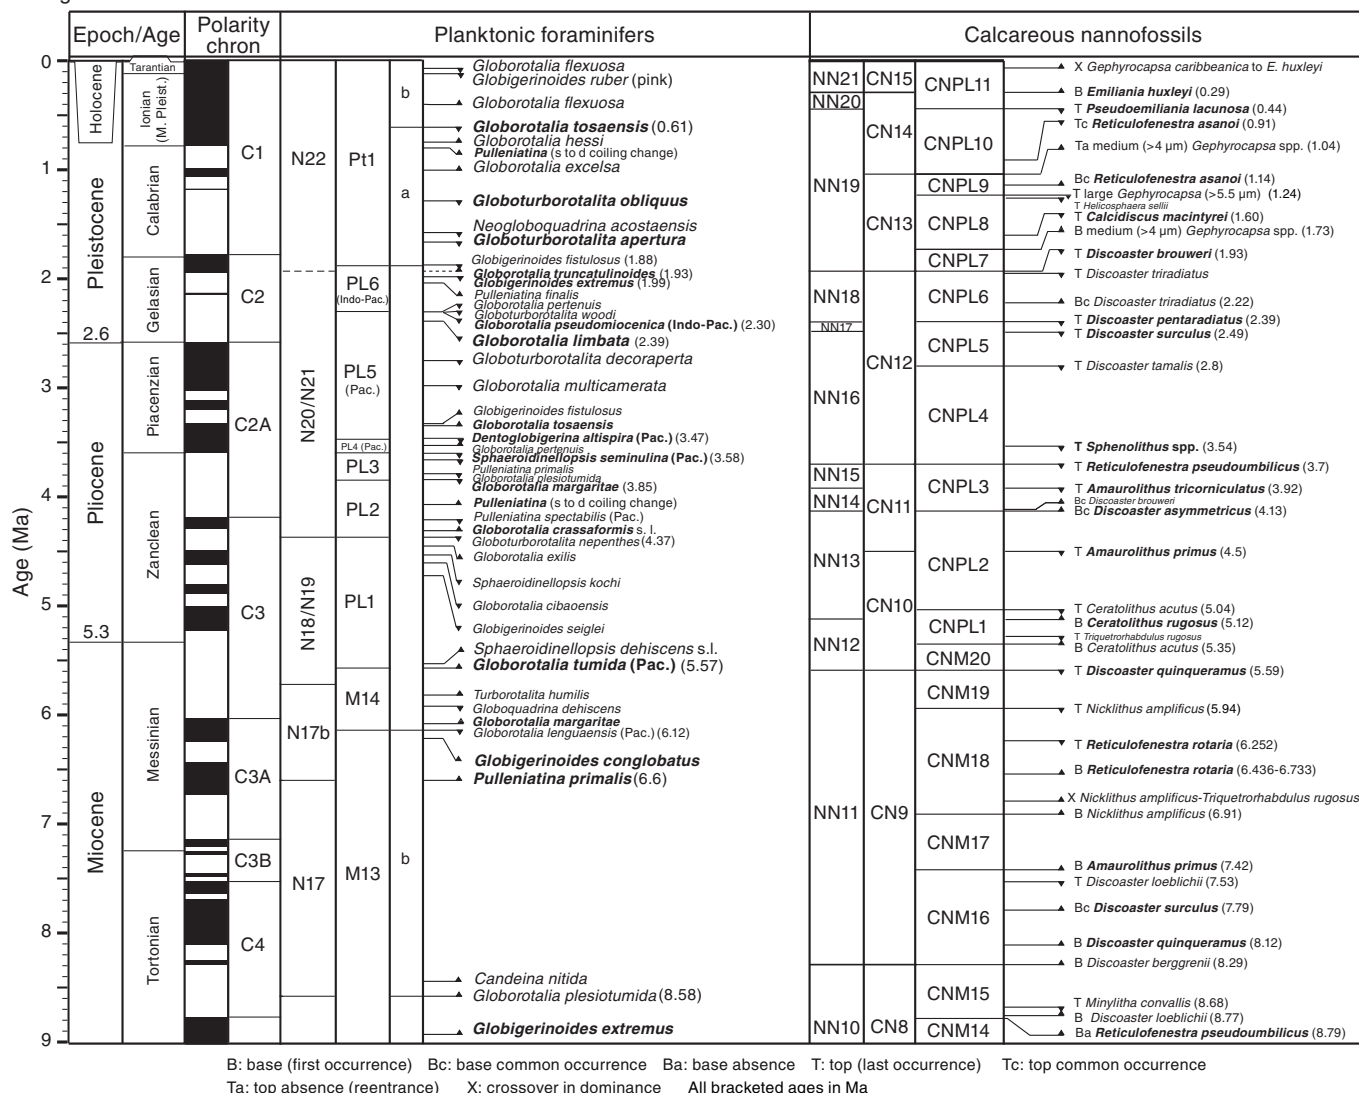 Epoch/Age
Polarity chron
Planktonic foraminifers
Calcareous nannofossils
Age (Ma)
0
1
2
3
4
5
6
7
8
9
Holocene
Pleistocene
2.6
Pliocene
5.3
Miocene
Tarantian
Ionian
(M. Pleist.)
Calabrian
Gelasian
Piacenzian
Zanclean
Messinian
Tortonian
C1
C2
C2A
C3
C3A
C3B
C4
N22
N20/N21
N18/N19
N17b
N17
Pt1
PL6
(Indo-Pac.)
PL5
(Pac.)
PL4 (Pac.)
PL3
PL2
PL1
M14
M13
b
a
b
Globorotalia flexuosa
Globigerinoides ruber (pink)
Globorotalia flexuosa
Globorotalia tosaensis (0.61)
Globorotalia hessi
Pulleniatina (s to d coiling change)
Globorotalia excelsa
Globoturborotalita obliquus
Neogloboquadrina acostaensis
Globoturborotalita apertura
Globigerinoides fistulosus (1.88)
Globorotalia truncatulinoides (1.93)
Globigerinoides extremus (1.99)
Pulleniatina finalis
Globorotalia pertenuis
Globoturborotalita woodi
Globorotalia pseudomiocenica (Indo-Pac.) (2.30)
Globorotalia limbata (2.39)
Globoturborotalita decoraperta
Globorotalia multicamerata
Globigerinoides fistulosus
Globorotalia tosaensis
Dentoglobigerina altispira (Pac.) (3.47)
Globorotalia pertenuis
Sphaeroidinellopsis seminulina (Pac.) (3.58)
Pulleniatina primalis
Globorotalia plesiotumida
Globorotalia margaritae (3.85)
Pulleniatina (s to d coiling change)
Pulleniatina spectabilis (Pac.)
Globorotalia crassaformis s. l.
Globoturborotalita nepenthes (4.37)
Globorotalia exilis
Sphaeroidinellopsis kochi
Globorotalia cibaoensis
Globigerinoides seiglei
Sphaeroidinellopsis dehiscens s.l.
Globorotalia tumida (Pac.) (5.57)
Turborotalita humilis
Globoquadrina dehiscens
Globorotalia margaritae
Globorotalia lenguaensis (Pac.) (6.12)
Globigerinoides conglobatus
Pulleniatina primalis (6.6)
Candeina nitida
Globorotalia plesiotumida (8.58)
Globigerinoides extremus
NN21
NN20
NN19
NN18
NN17
NN16
NN15
NN14
NN13
NN12
NN11
NN10
CN15
CN14
CN13
CN12
CN11
CN10
CN9
CN8
CNPL11
CNPL10
CNPL9
CNPL8
CNPL7
CNPL6
CNPL5
CNPL4
CNPL3
CNPL2
CNPL1
CNM20
CNM19
CNM18
CNM17
CNM16
CNM15
CNM14
X Gephyrocapsa caribbeanica to E. huxleyi
B Emiliania huxleyi (0.29)
T Pseudoemiliania lacunosa (0.44)
Tc Reticulofenestra asanoi (0.91)
Ta medium (>4 µm) Gephyrocapsa spp. (1.04)
Bc Reticulofenestra asanoi (1.14)
T large Gephyrocapsa (>5.5 µm) (1.24)
T Helicosphaera sellii
T Calcidiscus macintyrei (1.60)
B medium (>4 µm) Gephyrocapsa spp. (1.73)
T Discoaster brouweri (1.93)
T Discoaster triradiatus
Bc Discoaster triradiatus (2.22)
T Discoaster pentaradiatus (2.39)
T Discoaster surculus (2.49)
T Discoaster tamalis (2.8)
T Sphenolithus spp. (3.54)
T Reticulofenestra pseudoumbilicus (3.7)
T Amaurolithus tricorniculatus (3.92)
Bc Discoaster brouweri
Bc Discoaster asymmetricus (4.13)
T Amaurolithus primus (4.5)
T Ceratolithus acutus (5.04)
B Ceratolithus rugosus (5.12)
T Triquetrorhabdulus rugosus
B Ceratolithus acutus (5.35)
T Discoaster quinqueramus (5.59)
T Nicklithus amplificus (5.94)
T Reticulofenestra rotaria (6.252)
B Reticulofenestra rotaria (6.436-6.733)
X Nicklithus amplificus-Triquetrorhabdulus rugosus
B Nicklithus amplificus (6.91)
B Amaurolithus primus (7.42)
T Discoaster loeblichii (7.53)
Bc Discoaster surculus (7.79)
B Discoaster quinqueramus (8.12)
B Discoaster berggrenii (8.29)
T Minylitha convallis (8.68)
B Discoaster loeblichii (8.77)
Ba Reticulofenestra pseudoumbilicus (8.79)
B: base (first occurrence) Bc: base common occurrence Ba: base absence T: top (last occurrence) Tc: top common occurrence
Ta: top absence (reentrance) X: crossover in dominance All bracketed ages in Ma